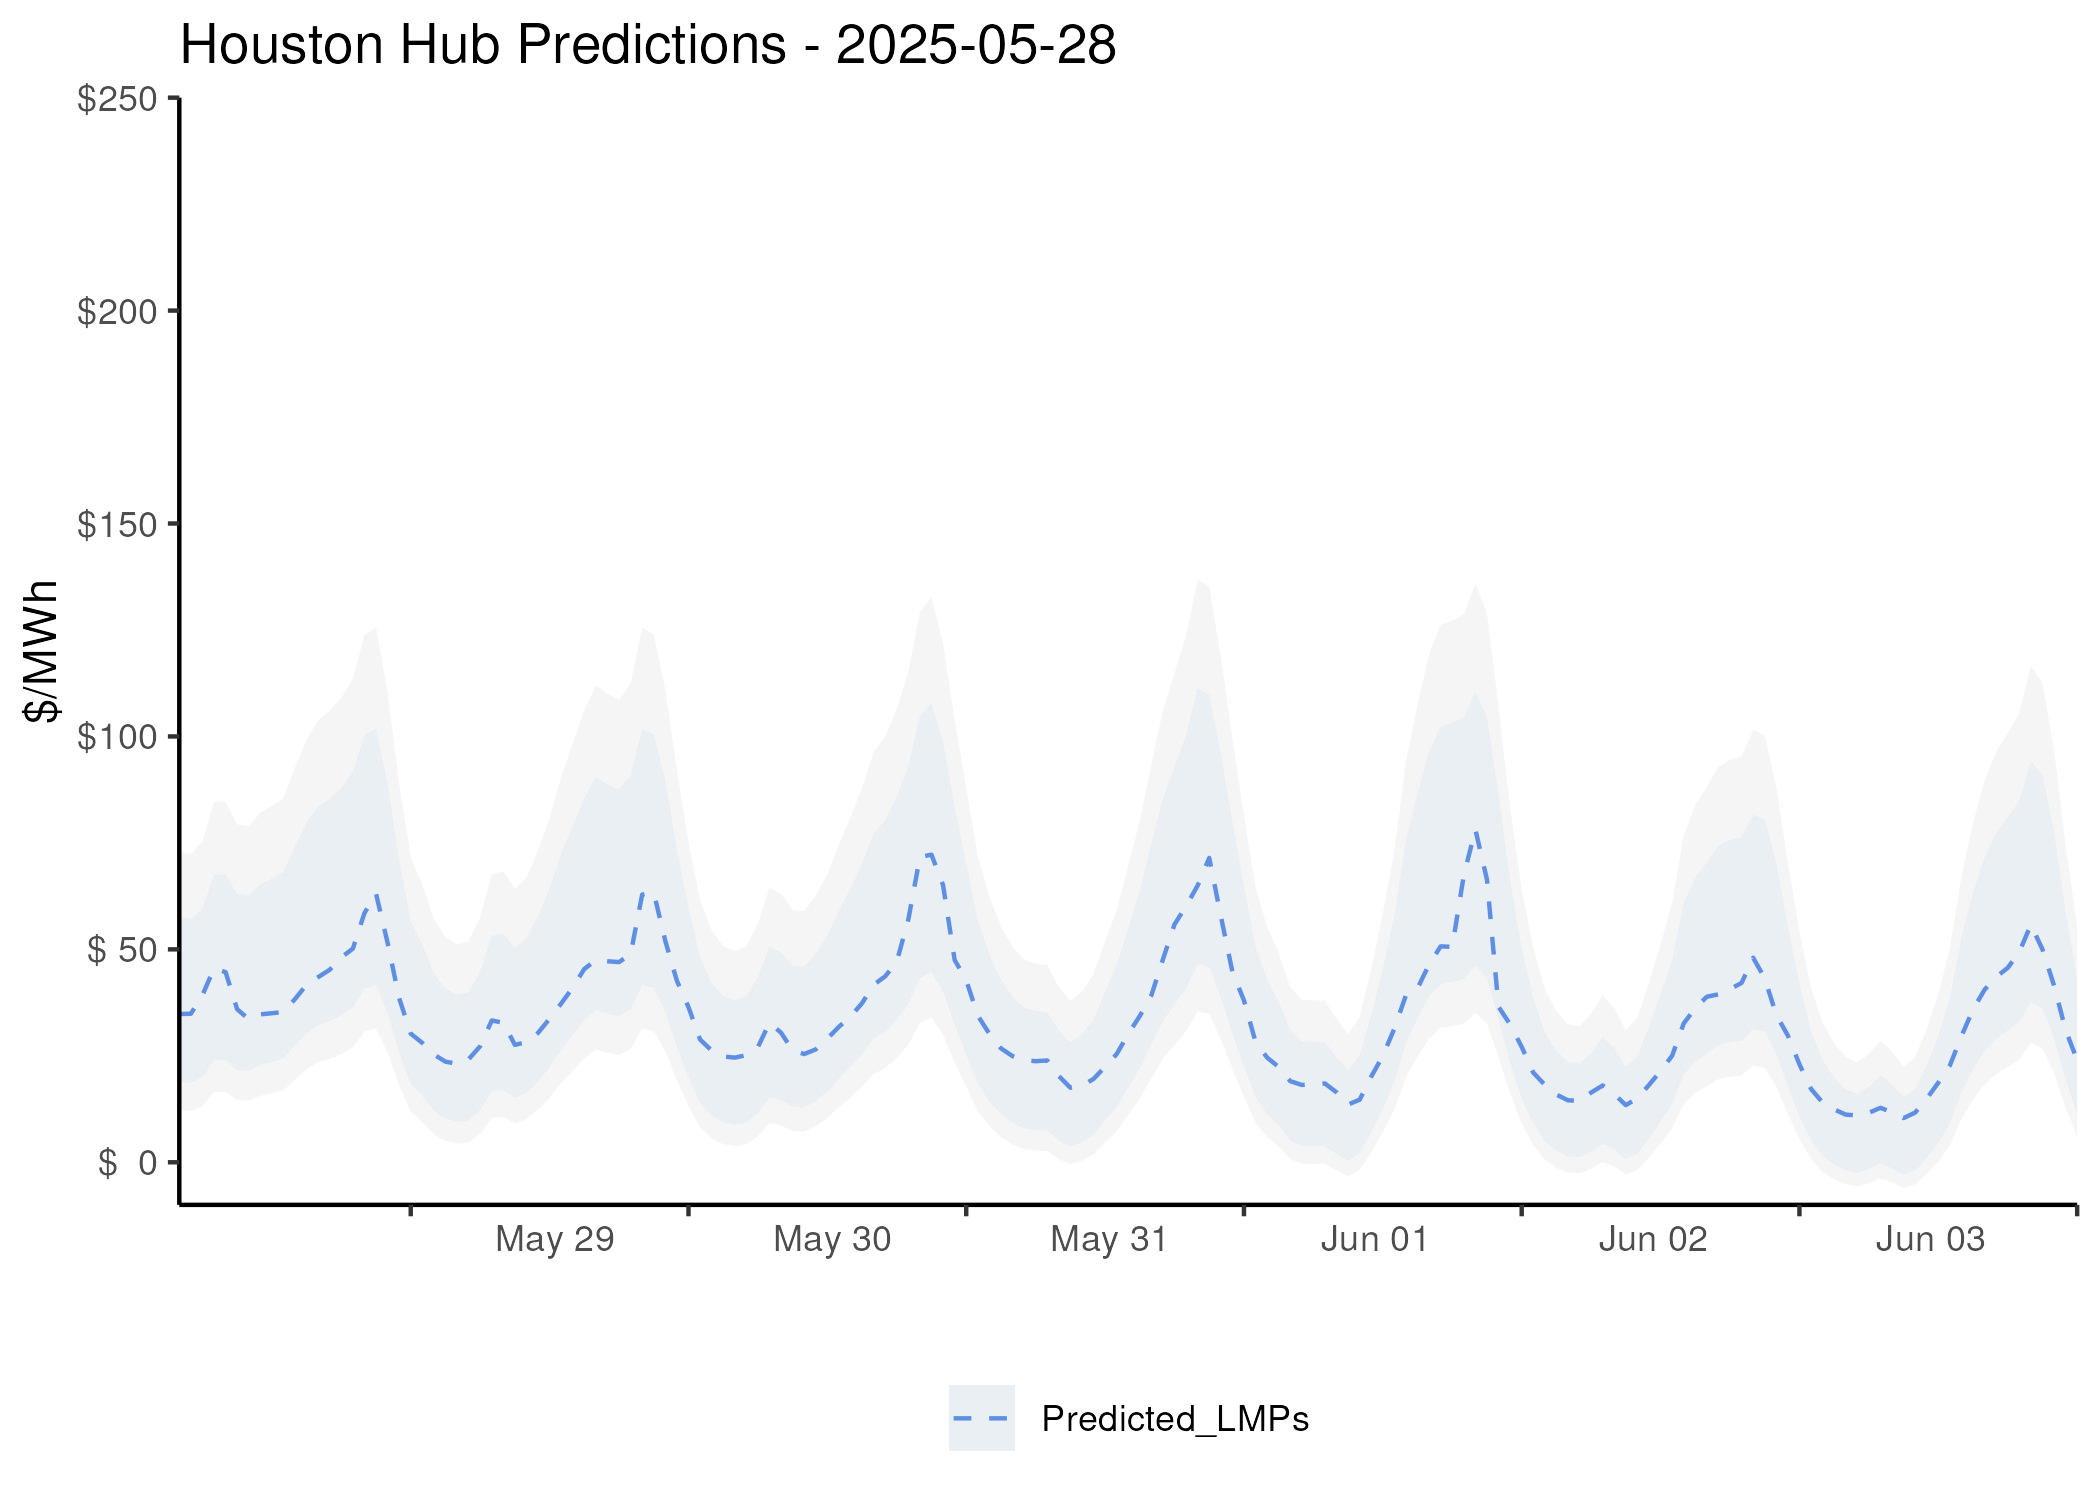 Houston Hub Predictions - 2025-05-28
$250
$200
$150
$100
$ 50
$  0
$/MWh
May 29
May 30
May 31
Jun 01
Jun 02
Jun 03
Predicted_LMPs